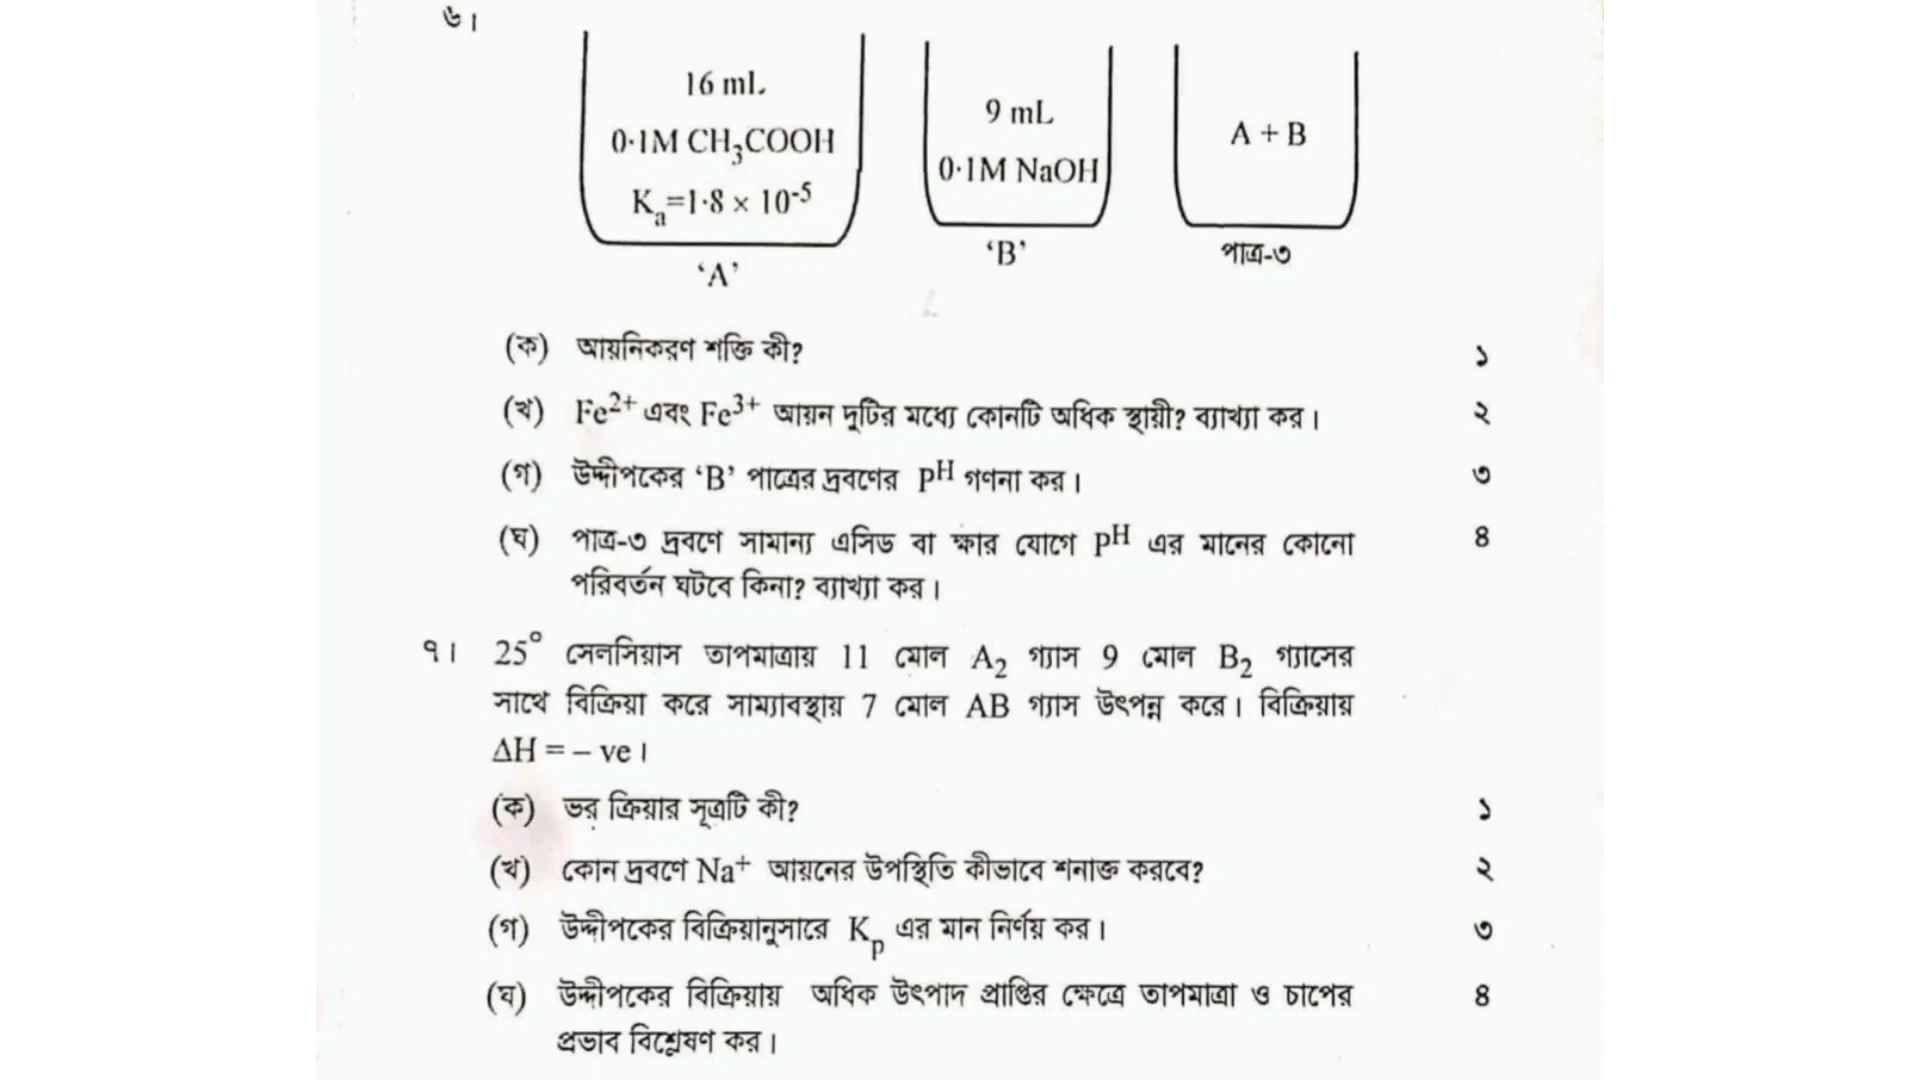 ৬।
16 mL
0·1M CH₃COOH
Kₐ=1·8 × 10⁻⁵
‘A’
9 mL
0·1M NaOH
‘B’
A + B
পাত্র-৩
(ক) আয়নিকরণ শক্তি কী? ১
(খ) Fe²⁺ এবং Fe³⁺ আয়ন দুটির মধ্যে কোনটি অধিক স্থায়ী? ব্যাখ্যা কর। ২
(গ) উদ্দীপকের ‘B’ পাত্রের দ্রবণের pᴴ গণনা কর। ৩
(ঘ) পাত্র-৩ দ্রবণে সামান্য এসিড বা ক্ষার যোগে pᴴ এর মানের কোনো ৪
পরিবর্তন ঘটবে কিনা? ব্যাখ্যা কর।
৭। 25° সেলসিয়াস তাপমাত্রায় 11 মোল A₂ গ্যাস 9 মোল B₂ গ্যাসের
সাথে বিক্রিয়া করে সাম্যাবস্থায় 7 মোল AB গ্যাস উৎপন্ন করে। বিক্রিয়ায়
ΔH = – ve।
(ক) ভর ক্রিয়ার সূত্রটি কী? ১
(খ) কোন দ্রবণে Na⁺ আয়নের উপস্থিতি কীভাবে শনাক্ত করবে? ২
(গ) উদ্দীপকের বিক্রিয়ানুসারে Kₚ এর মান নির্ণয় কর। ৩
(ঘ) উদ্দীপকের বিক্রিয়ায় অধিক উৎপাদ প্রাপ্তির ক্ষেত্রে তাপমাত্রা ও চাপের ৪
প্রভাব বিশ্লেষণ কর।